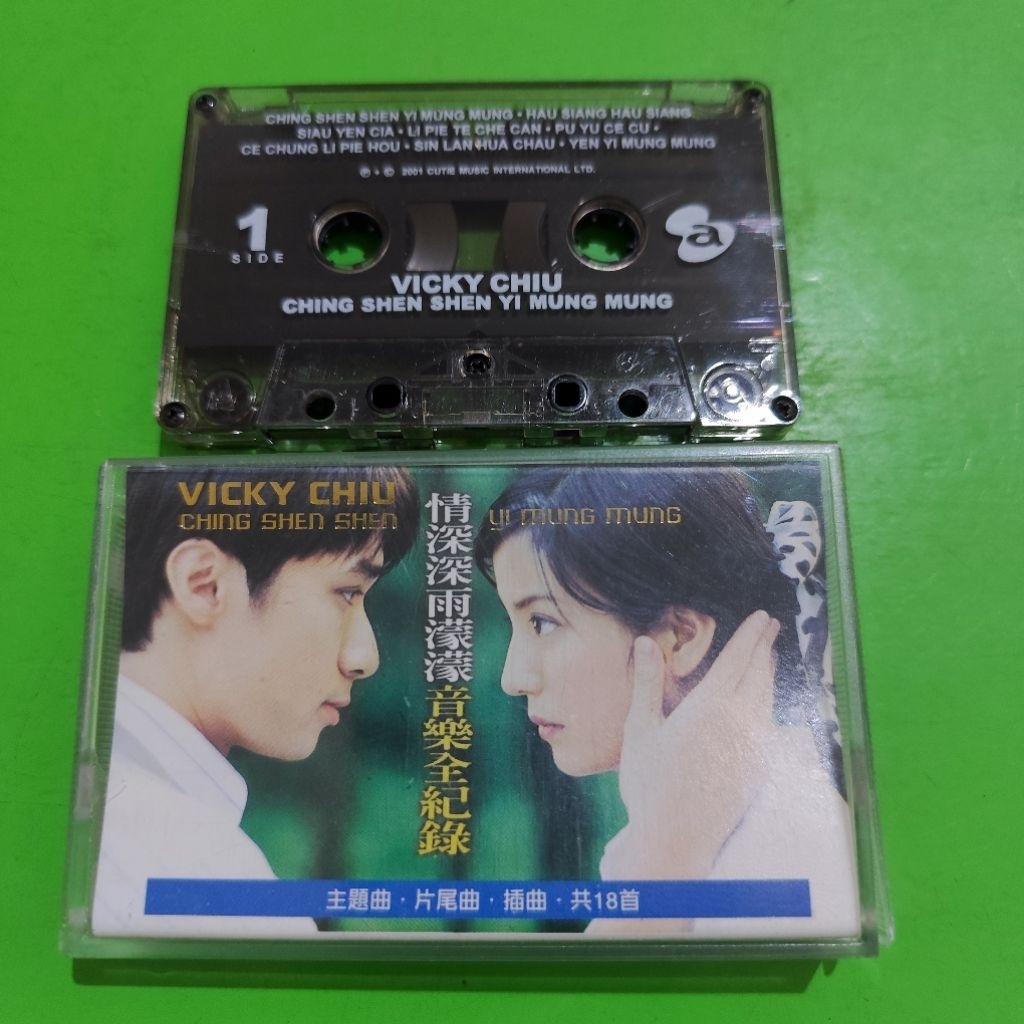 CHING SHEN SHEN YI MUNG MUNG • HAU SIANG HAU SIANG
SIAU YEN CIA • LI PIE TE CHE CAN • PU YU CE CU •
CE CHUNG LI PIE HOU • SIN LAN HUA CHAU • YEN YI MUNG MUNG
℗ • © 2001 CUTIE MUSIC INTERNATIONAL LTD.
1
SIDE
a
VICKY CHIU
CHING SHEN SHEN YI MUNG MUNG
VICKY CHIU
CHING SHEN SHEN YI MUNG MUNG
情深深雨濛濛音樂全紀錄
主題曲·片尾曲·插曲·共18首